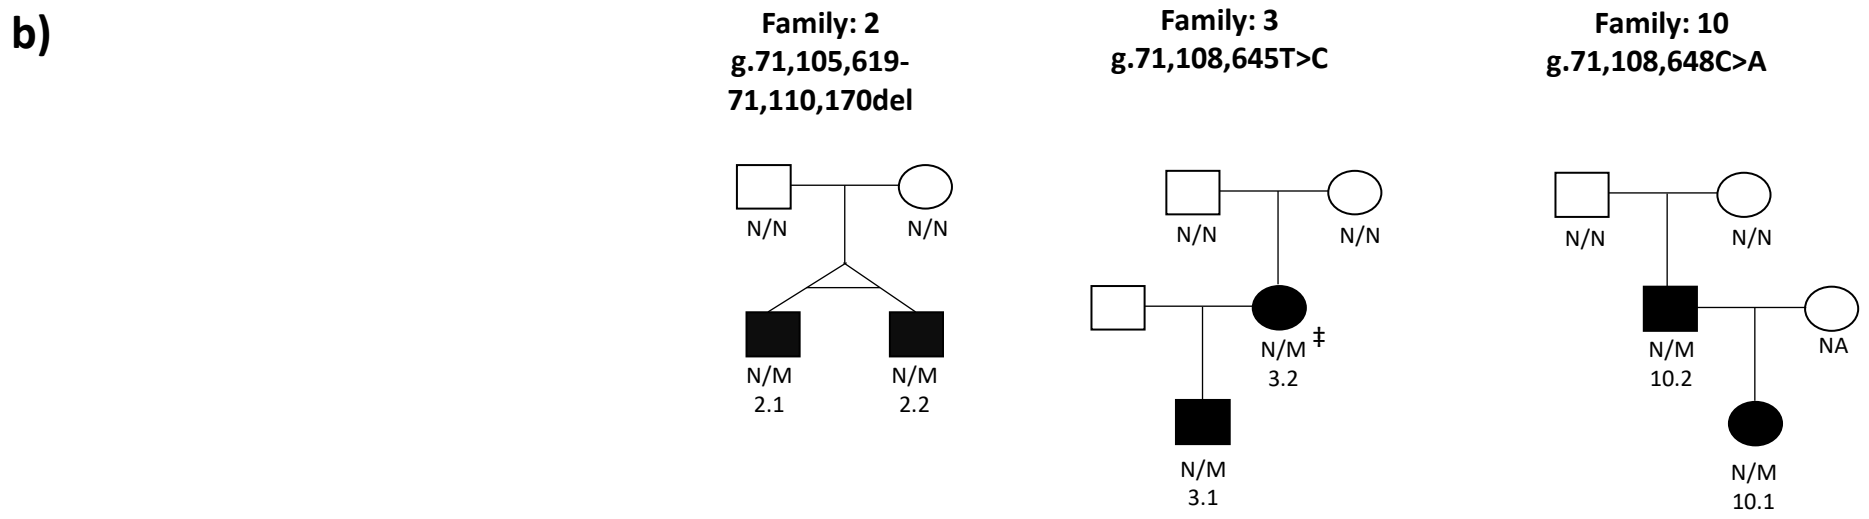 b)
Family: 2
g.71,105,619-
71,110,170del
N/N
N/N
N/M
2.1
N/M
2.2
Family: 3
g.71,108,645T>C
N/N
N/N
N/M ‡
3.2
N/M
3.1
Family: 10
g.71,108,648C>A
N/N
N/N
N/M
10.2
NA
N/M
10.1